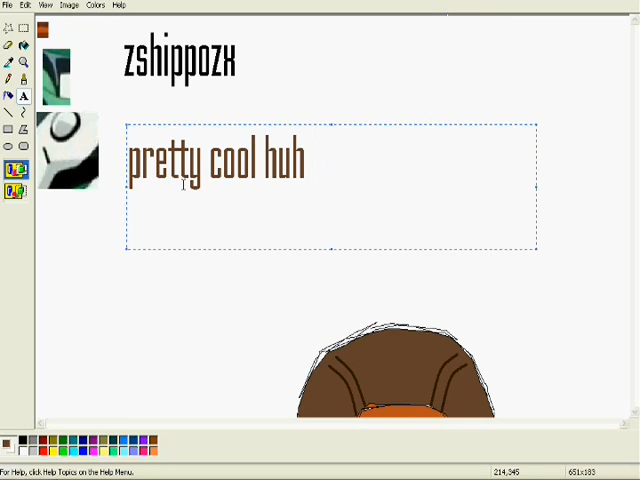 File Edit View Image Colors Help
A
zshippozx
pretty cool huh
For Help, click Help Topics on the Help Menu.
214,345
651x183